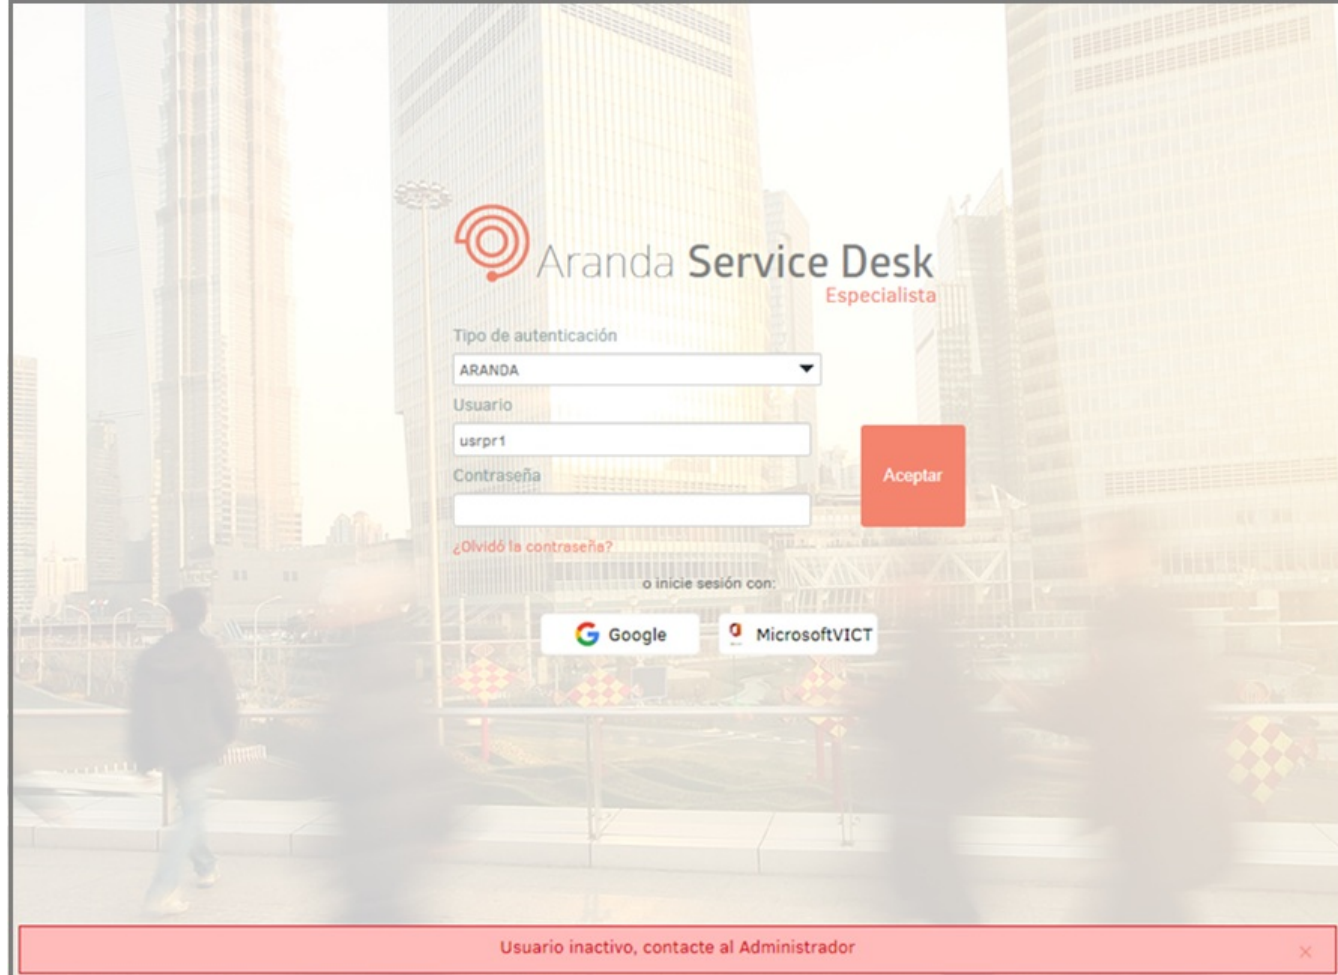 Aranda Service Desk
Especialista
Tipo de autenticación
ARANDA
Usuario
usrpr1
Contraseña
Aceptar
¿Olvidó la contraseña?
o inicie sesión con:
Google
MicrosoftVICT
Usuario inactivo, contacte al Administrador